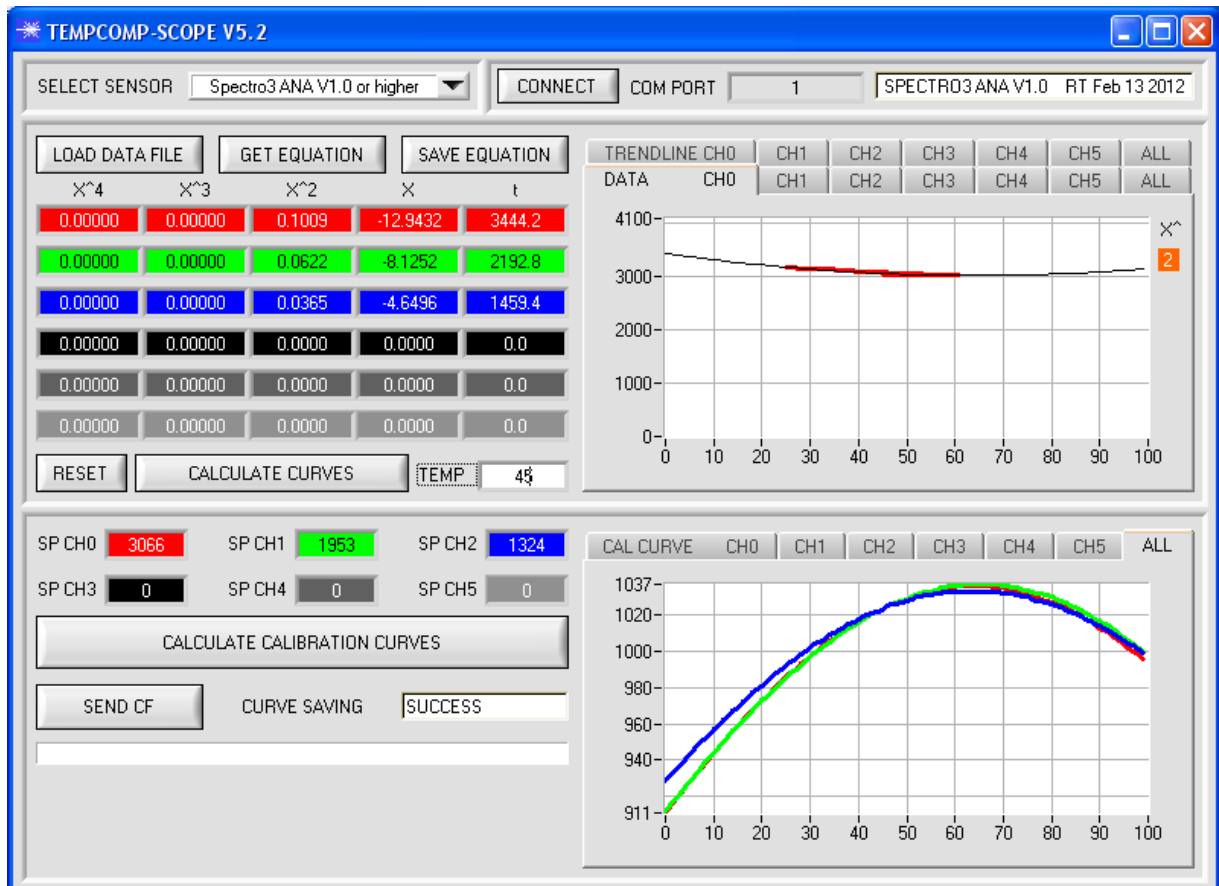 TEMPCOMP-SCOPE V5.2
SELECT SENSOR Spectro3 ANA V1.0 or higher CONNECT COM PORT 1 SPECTRO3 ANA V1.0 RT Feb 13 2012
LOAD DATA FILE GET EQUATION SAVE EQUATION
X^4 X^3 X^2 X t
0.00000 0.00000 0.1009 -12.9432 3444.2
0.00000 0.00000 0.0622 -8.1252 2192.8
0.00000 0.00000 0.0365 -4.6496 1459.4
0.00000 0.00000 0.0000 0.0000 0.0
0.00000 0.00000 0.0000 0.0000 0.0
0.00000 0.00000 0.0000 0.0000 0.0
RESET CALCULATE CURVES TEMP 45
TRENDLINE CH0 CH1 CH2 CH3 CH4 CH5 ALL
DATA CH0 CH1 CH2 CH3 CH4 CH5 ALL
4100
3000
2000
1000
0
0 10 20 30 40 50 60 70 80 90 100
X^
2
SP CH0 3066 SP CH1 1953 SP CH2 1324
SP CH3 0 SP CH4 0 SP CH5 0
CALCULATE CALIBRATION CURVES
SEND CF CURVE SAVING SUCCESS
CAL CURVE CH0 CH1 CH2 CH3 CH4 CH5 ALL
1037
1020
1000
980
960
940
911
0 10 20 30 40 50 60 70 80 90 100